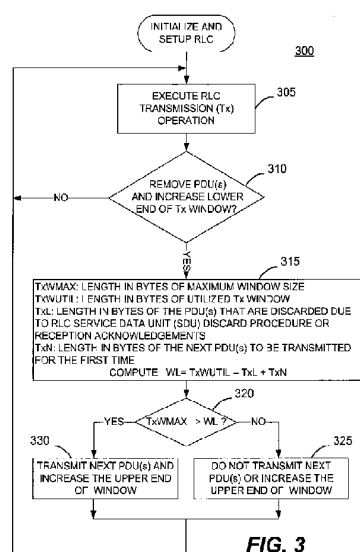 INITIALIZE AND
SETUP RLC
300
EXECUTE RLC
TRANSMISSION (Tx)
OPERATION
305
REMOVE PDU(s)
AND INCREASE LOWER
END OF Tx WINDOW?
310
NO
YES
315
TxWMAX: LENGTH IN BYTES OF MAXIMUM WINDOW SIZE
TxWUTIL: LENGTH IN BYTES OF UTILIZED Tx WINDOW
TxL: LENGTH IN BYTES OF THE PDU(s) THAT ARE DISCARDED DUE
TO RLC SERVICE DATA UNIT (SDU) DISCARD PROCEDURE OR
RECEPTION ACKNOWLEDGEMENTS
TxN: LENGTH IN BYTES OF THE NEXT PDU(s) TO BE TRANSMITTED
FOR THE FIRST TIME
COMPUTE WL= TxWUTIL – TxL + TxN
320
YES
TxWMAX > WL ?
NO
330
325
TRANSMIT NEXT PDU(s) AND
INCREASE THE UPPER END
OF WINDOW
DO NOT TRANSMIT NEXT
PDU(s) OR INCREASE THE
UPPER END OF WINDOW
FIG. 3